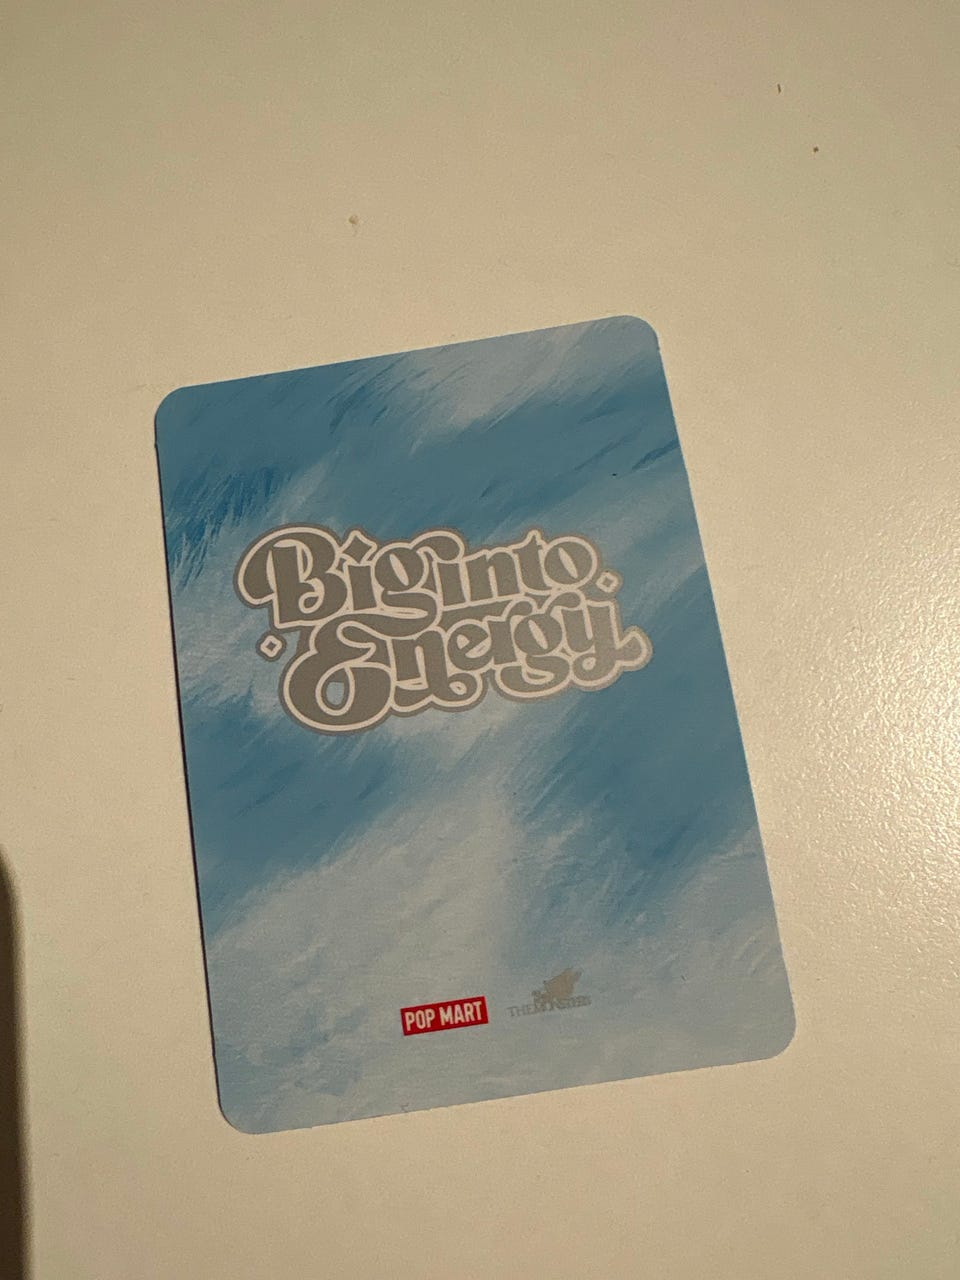 Big into
Energy
POP MART
THE MONSTERS